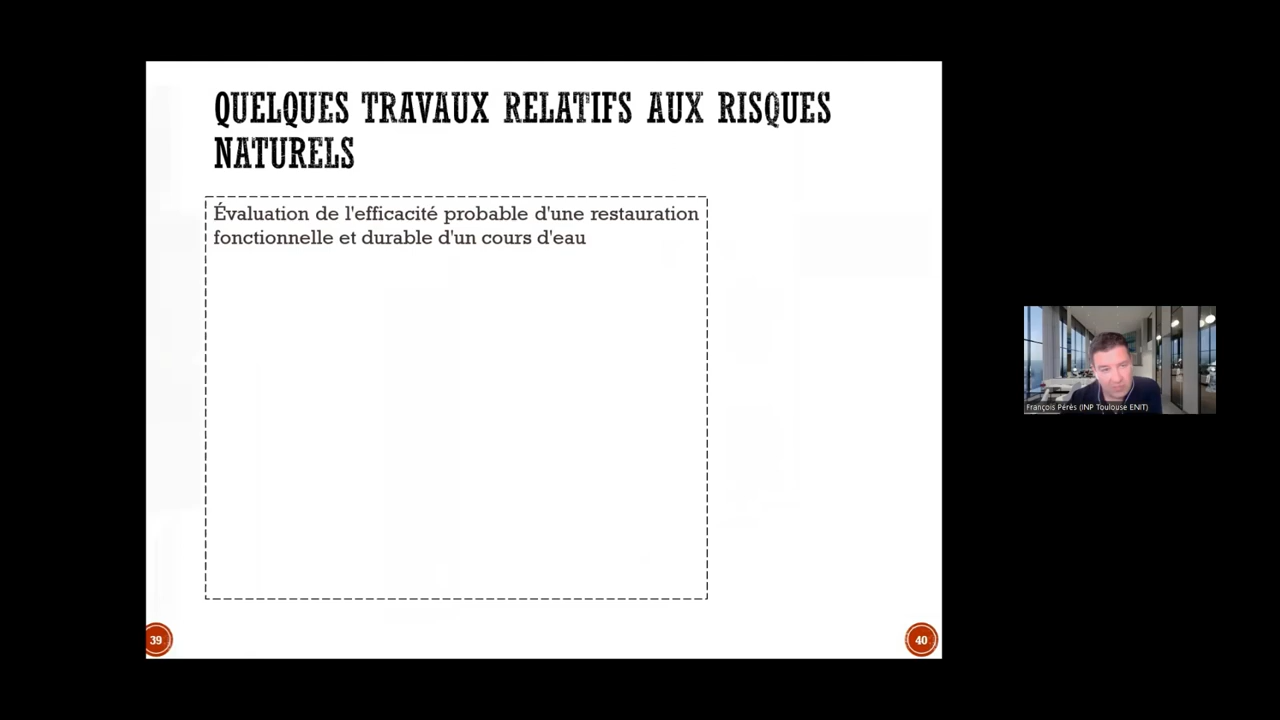 QUELQUES TRAVAUX RELATIFS AUX RISQUES
NATURELS
Évaluation de l'efficacité probable d'une restauration
fonctionnelle et durable d'un cours d'eau
39
40
François Pérès (INP Toulouse ENIT)